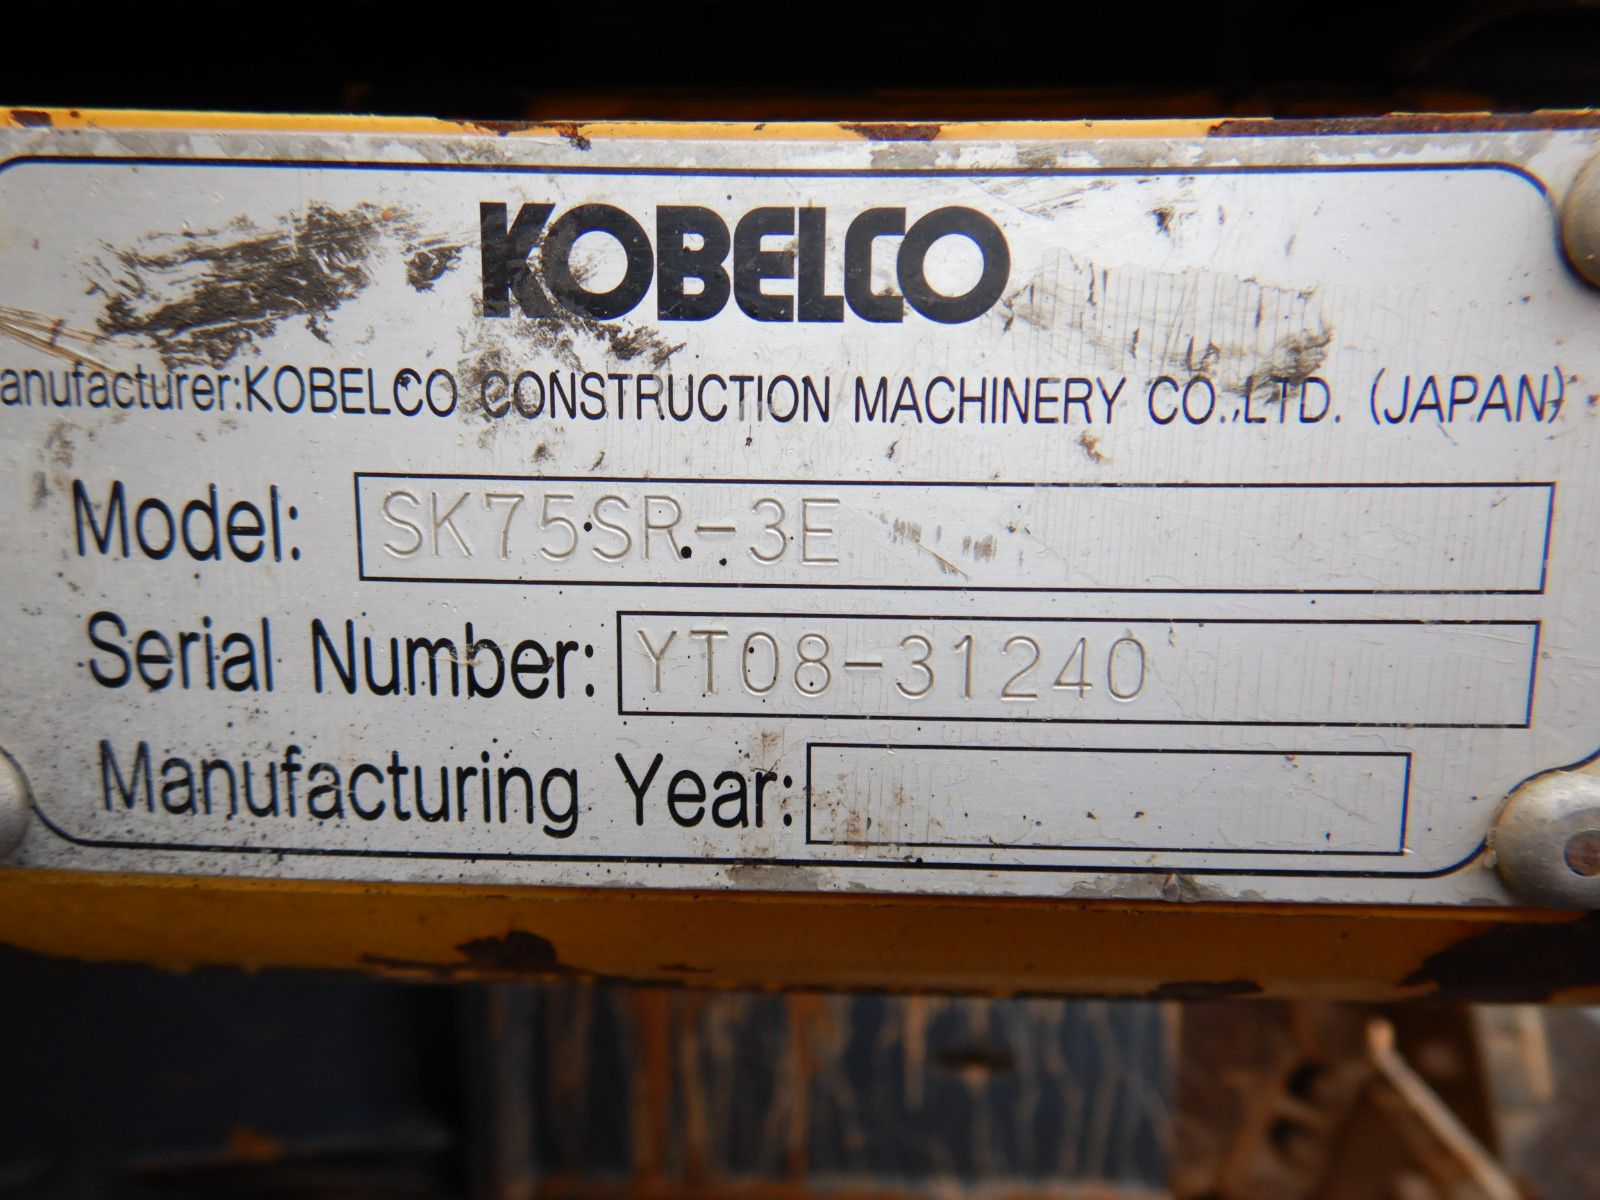 KOBELCO
anufacturer:KOBELCO CONSTRUCTION MACHINERY CO.,LTD. (JAPAN)
Model: SK75SR-3E
Serial Number: YT08-31240
Manufacturing Year: